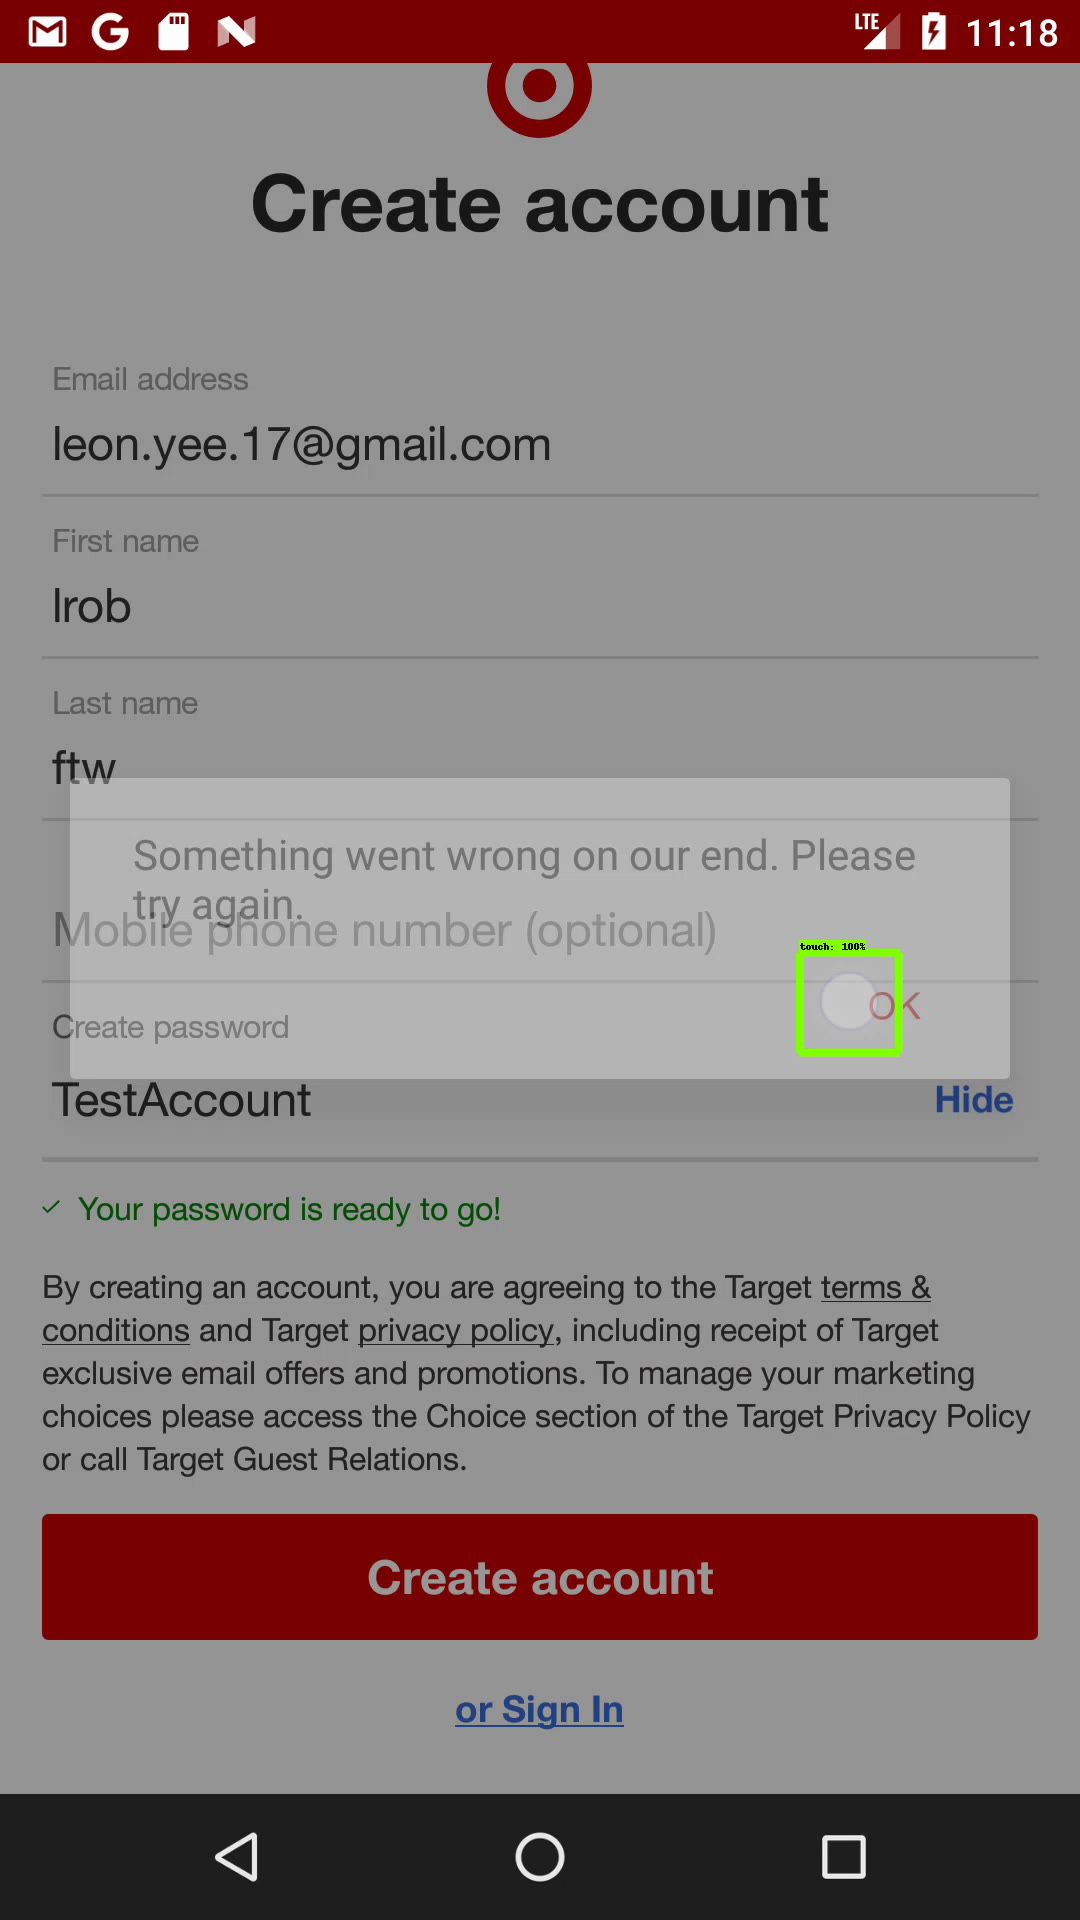 LTE 11:18
Create account
Email address
leon.yee.17@gmail.com
First name
lrob
Last name
ftw
Something went wrong on our end. Please
try again.
Mobile phone number (optional)
touch: 100%
OK
Create password
TestAccount
Hide
Your password is ready to go!
By creating an account, you are agreeing to the Target terms &
conditions and Target privacy policy, including receipt of Target
exclusive email offers and promotions. To manage your marketing
choices please access the Choice section of the Target Privacy Policy
or call Target Guest Relations.
Create account
or Sign In